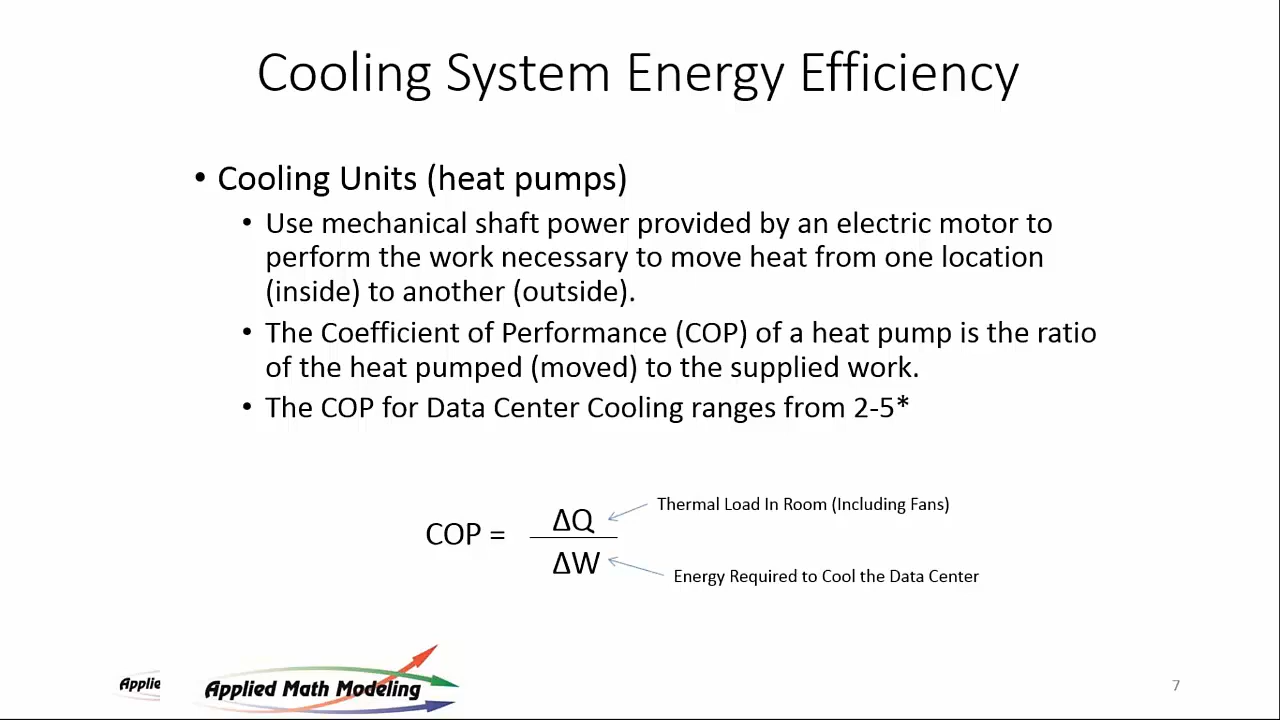 Cooling System Energy Efficiency
• Cooling Units (heat pumps)
• Use mechanical shaft power provided by an electric motor to
perform the work necessary to move heat from one location
(inside) to another (outside).
• The Coefficient of Performance (COP) of a heat pump is the ratio
of the heat pumped (moved) to the supplied work.
• The COP for Data Center Cooling ranges from 2-5*
Thermal Load In Room (Including Fans)
COP = ΔQ
ΔW
Energy Required to Cool the Data Center
Applie
Applied Math Modeling
7